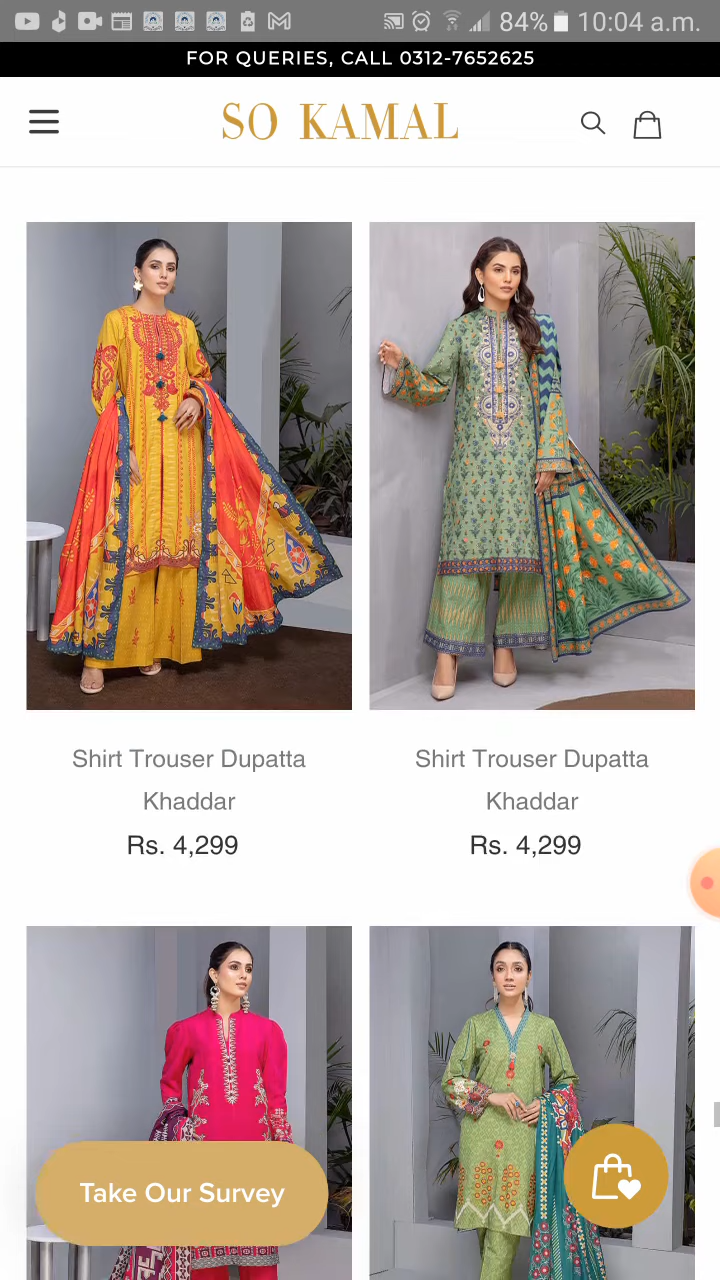 84% 10:04 a.m.
FOR QUERIES, CALL 0312-7652625
SO KAMAL
Shirt Trouser Dupatta
Khaddar
Rs. 4,299
Shirt Trouser Dupatta
Khaddar
Rs. 4,299
Take Our Survey